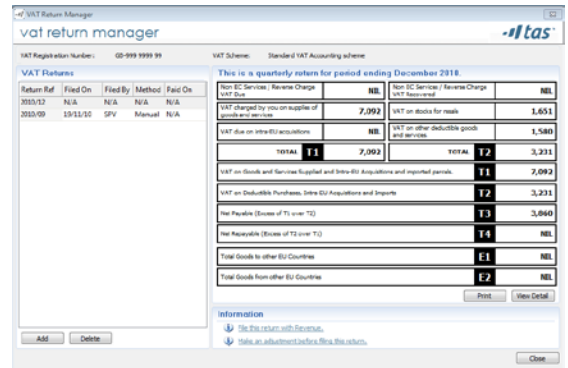 VAT Return Manager
vat return manager
tas
VAT Registration Number: GB-999 9999 99
VAT Scheme: Standard VAT Accounting scheme
VAT Returns
Return Ref Filed On Filed By Method Paid On
2010/12 N/A N/A N/A N/A
2010/09 19/11/10 SPV Manual N/A
This is a quarterly return for period ending December 2010.
Non EC Services / Reverse Charge VAT Due NIL
Non EC Services / Reverse Charge VAT Recovered NIL
VAT charged by you on supplies of goods and services 7,092
VAT on stocks for resale 1,651
VAT due on intra-EU acquisitions NIL
VAT on other deductible goods and services 1,580
TOTAL T1 7,092
TOTAL T2 3,231
VAT on Goods and Services Supplied and Intra-EU Acquisitions and imported parcels. T1 7,092
VAT on Deductible Purchases, Intra EU Acquisitions and Imports T2 3,231
Net Payable (Excess of T1 over T2) T3 3,860
Net Repayable (Excess of T2 over T1) T4 NIL
Total Goods to other EU Countries E1 NIL
Total Goods from other EU Countries E2 NIL
Print View Detail
Information
File this return with Revenue.
Make an adjustment before filing this return.
Add Delete
Close